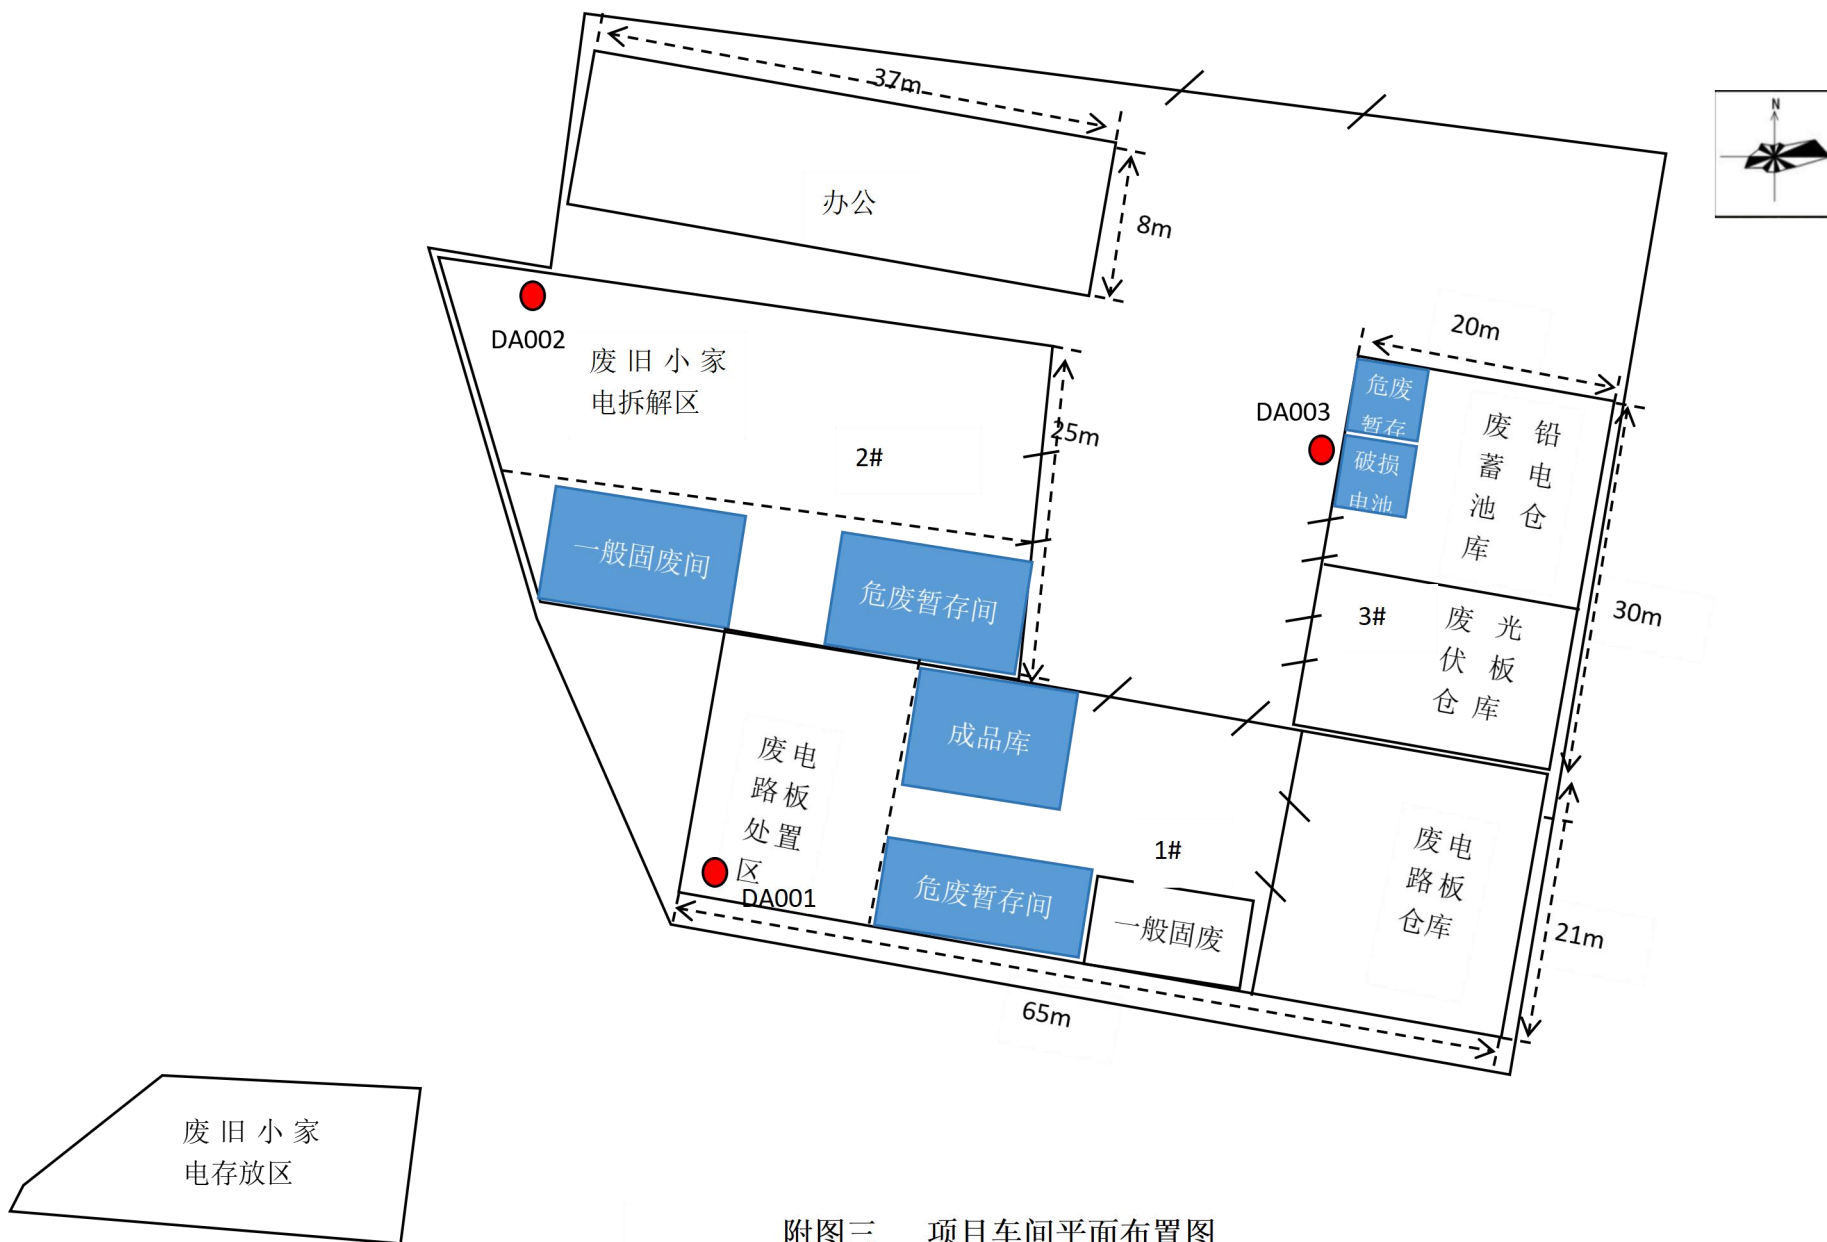 37m
N
办公
8m
DA002
废旧小家
电拆解区
2#
25m
20m
DA003
危废
暂存
破损
电池
废铅
蓄电
池仓
库
一般固废间
危废暂存间
3#
废光
伏板
仓库
30m
成品库
废电
路板
处置
区
DA001
1#
危废暂存间
一般固废
废电
路板
仓库
21m
65m
废旧小家
电存放区
附图三 项目车间平面布置图